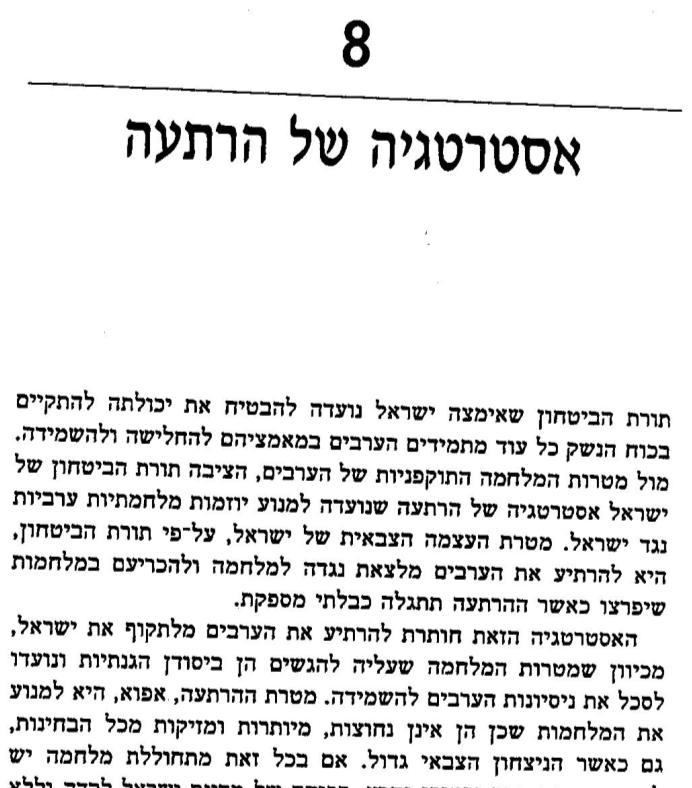 8
אסטרטגיה של הרתעה
תורת הביטחון שאימצה ישראל נועדה להבטיח את יכולתה להתקיים
בכוח הנשק כל עוד מתמידים הערבים במאמציהם להחלישה ולהשמידה.
מול מטרות המלחמה התוקפניות של הערבים, הציבה תורת הביטחון של
ישראל אסטרטגיה של הרתעה שנועדה למנוע יוזמות מלחמתיות ערביות
נגד ישראל. מטרת העצמה הצבאית של ישראל, על־פי תורת הביטחון,
היא להרתיע את הערבים מלצאת נגדה למלחמה ולהכריעם במלחמות
שיפרצו כאשר ההרתעה תתגלה כבלתי מספקת.
האסטרטגיה הזאת חותרת להרתיע את הערבים מלתקוף את ישראל,
מכיוון שמטרות המלחמה שעליה להגשים הן ביסודן הגנתיות ונועדו
לסכל את ניסיונות הערבים להשמידה. מטרת ההרתעה, אפוא, היא למנוע
את המלחמות שכן הן אינן נחוצות, מיותרות ומזיקות מכל הבחינות,
גם כאשר הניצחון הצבאי גדול. אם בכל זאת מתחוללת מלחמה יש